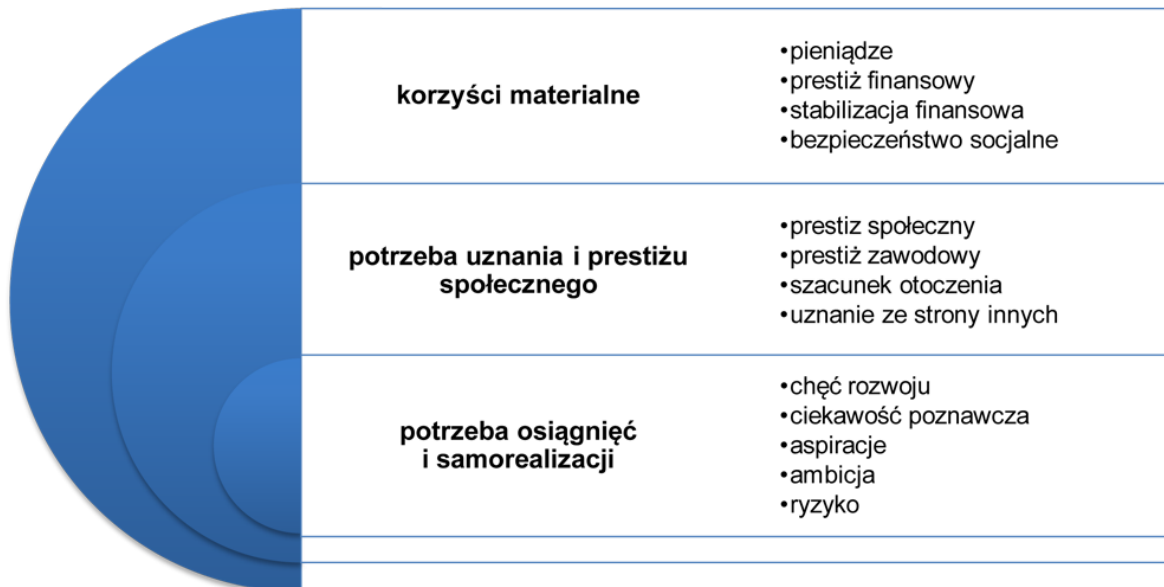 korzyści materialne
•pieniądze
•prestiż finansowy
•stabilizacja finansowa
•bezpieczeństwo socjalne
potrzeba uznania i prestiżu
społecznego
•prestiz społeczny
•prestiż zawodowy
•szacunek otoczenia
•uznanie ze strony innych
potrzeba osiągnięć
i samorealizacji
•chęć rozwoju
•ciekawość poznawcza
•aspiracje
•ambicja
•ryzyko